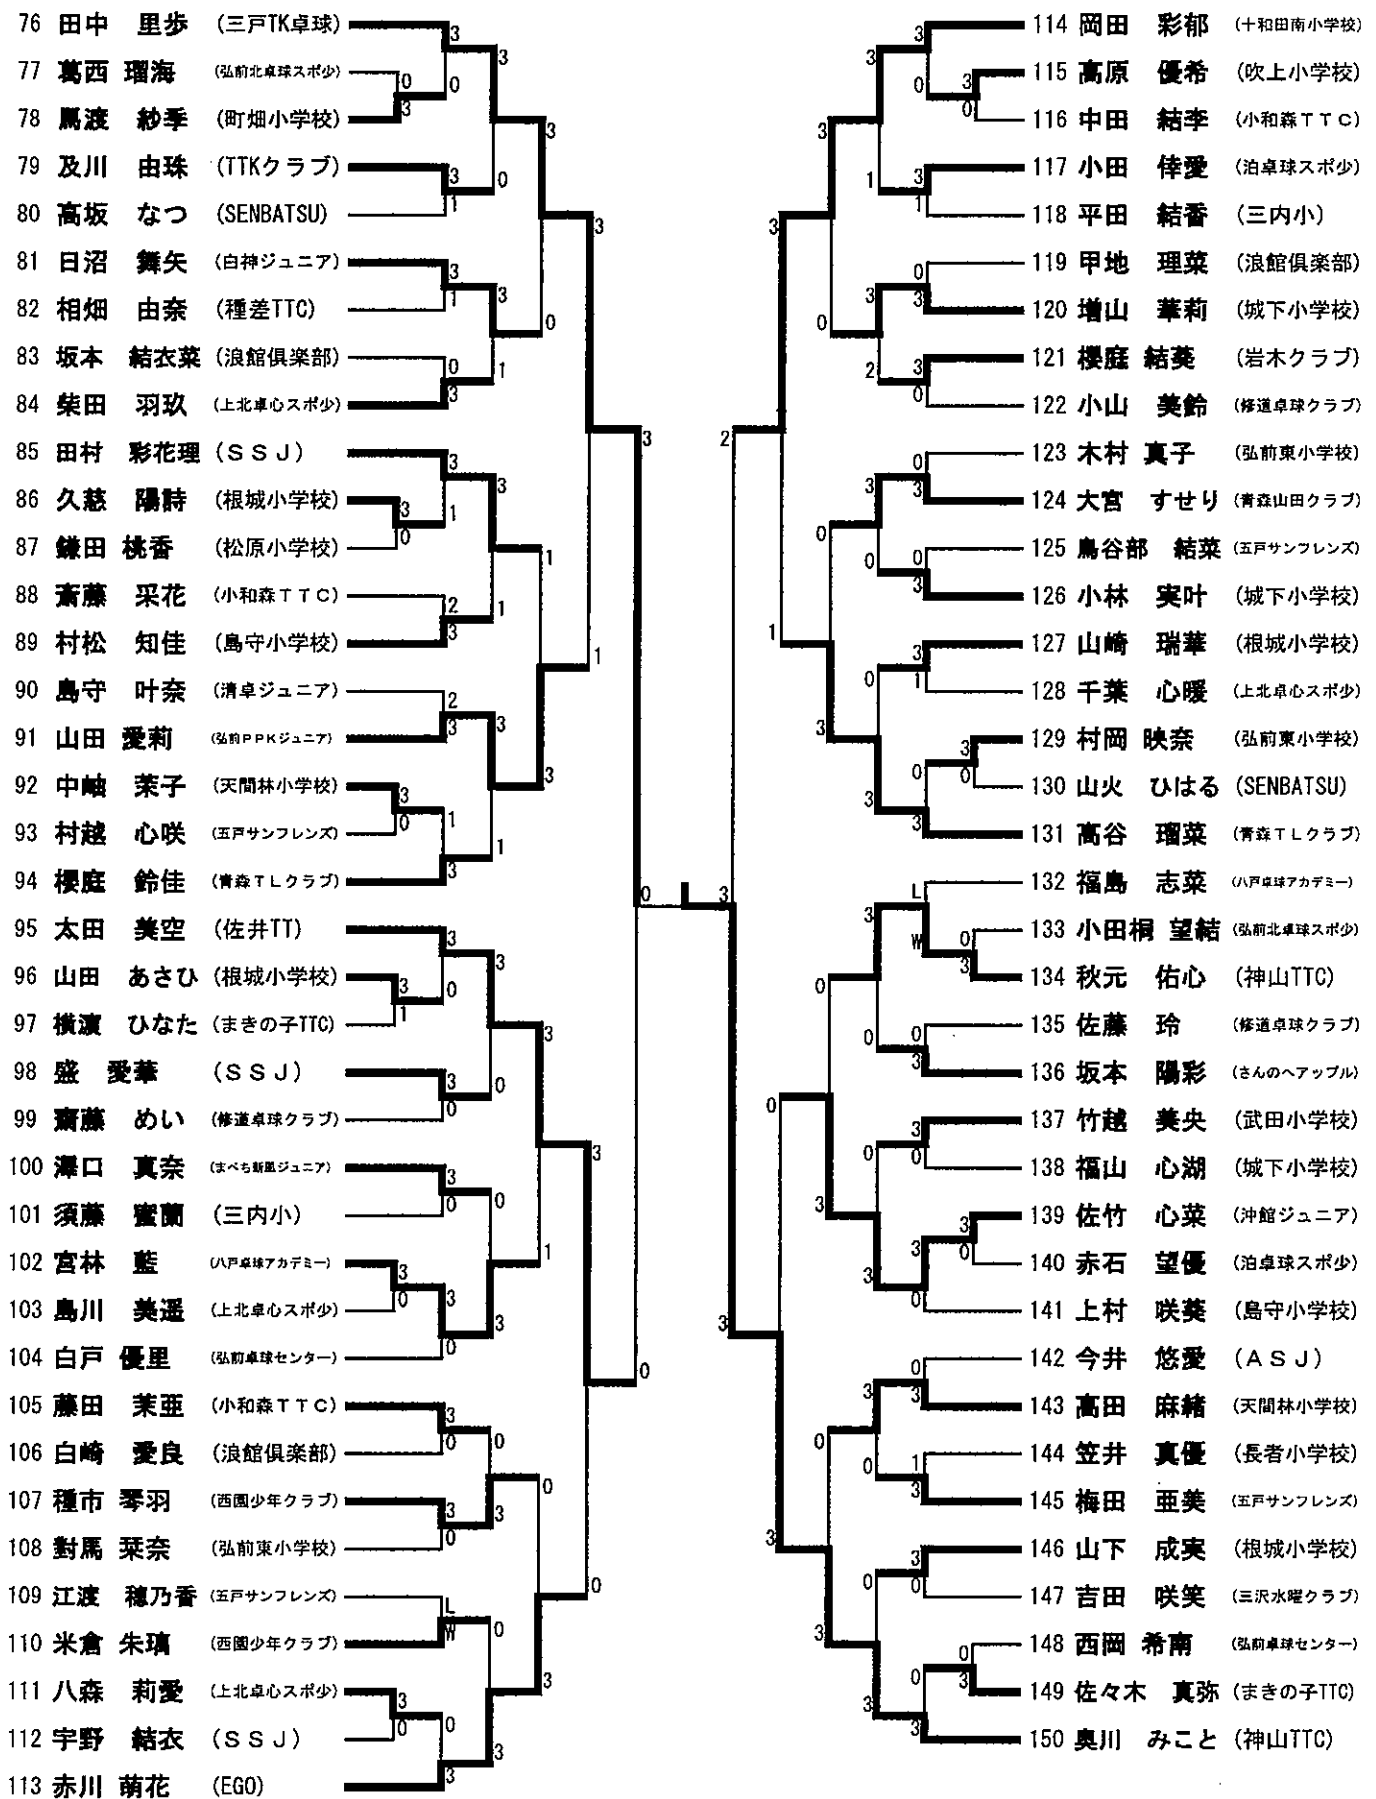 76 田中 里歩 (三戸TK卓球)
77 葛西 瑠海 (弘前北卓球スポ少)
78 馬渡 紗季 (町畑小学校)
79 及川 由珠 (TTKクラブ)
80 高坂 なつ (SENBATSU)
81 日沼 舞矢 (白神ジュニア)
82 相畑 由奈 (種差TTC)
83 坂本 結衣菜 (浪館倶楽部)
84 柴田 羽玖 (上北卓心スポ少)
85 田村 彩花理 (SSJ)
86 久慈 陽詩 (根城小学校)
87 鎌田 桃香 (松原小学校)
88 斎藤 采花 (小和森TTC)
89 村松 知佳 (島守小学校)
90 島守 叶奈 (清卓ジュニア)
91 山田 愛莉 (弘前PPKジュニア)
92 中岫 茉子 (天間林小学校)
93 村越 心咲 (五戸サンフレンズ)
94 櫻庭 鈴佳 (青森TLクラブ)
95 太田 美空 (佐井TT)
96 山田 あさひ (根城小学校)
97 横濱 ひなた (まきの子TTC)
98 盛 愛華 (SSJ)
99 齋藤 めい (修道卓球クラブ)
100 澤口 真奈 (まべち新風ジュニア)
101 須藤 蜜蘭 (三内小)
102 宮林 藍 (八戸卓球アカデミー)
103 島川 美遥 (上北卓心スポ少)
104 白戸 優里 (弘前卓球センター)
105 藤田 茉亜 (小和森TTC)
106 白崎 愛良 (浪館倶楽部)
107 種市 琴羽 (西園少年クラブ)
108 對馬 栞奈 (弘前東小学校)
109 江渡 穂乃香 (五戸サンフレンズ)
110 米倉 朱璃 (西園少年クラブ)
111 八森 莉愛 (上北卓心スポ少)
112 宇野 結衣 (SSJ)
113 赤川 萌花 (EGO)
114 岡田 彩郁 (十和田南小学校)
115 高原 優希 (吹上小学校)
116 中田 結李 (小和森TTC)
117 小田 倖愛 (泊卓球スポ少)
118 平田 結香 (三内小)
119 甲地 理菜 (浪館倶楽部)
120 増山 華莉 (城下小学校)
121 櫻庭 結葵 (岩木クラブ)
122 小山 美鈴 (修道卓球クラブ)
123 木村 真子 (弘前東小学校)
124 大宮 すせり (青森山田クラブ)
125 鳥谷部 結菜 (五戸サンフレンズ)
126 小林 実叶 (城下小学校)
127 山崎 瑞華 (根城小学校)
128 千葉 心暖 (上北卓心スポ少)
129 村岡 映奈 (弘前東小学校)
130 山火 ひはる (SENBATSU)
131 高谷 瑠菜 (青森TLクラブ)
132 福島 志菜 (八戸卓球アカデミー)
133 小田桐 望結 (弘前北卓球スポ少)
134 秋元 佑心 (神山TTC)
135 佐藤 玲 (修道卓球クラブ)
136 坂本 陽彩 (さんのへアップル)
137 竹越 美央 (武田小学校)
138 福山 心湖 (城下小学校)
139 佐竹 心菜 (沖館ジュニア)
140 赤石 望優 (泊卓球スポ少)
141 上村 咲葵 (島守小学校)
142 今井 悠愛 (ASJ)
143 高田 麻緒 (天間林小学校)
144 笠井 真優 (長者小学校)
145 梅田 亜美 (五戸サンフレンズ)
146 山下 成実 (根城小学校)
147 吉田 咲笑 (三沢水曜クラブ)
148 西岡 希南 (弘前卓球センター)
149 佐々木 真弥 (まきの子TTC)
150 奥川 みこと (神山TTC)